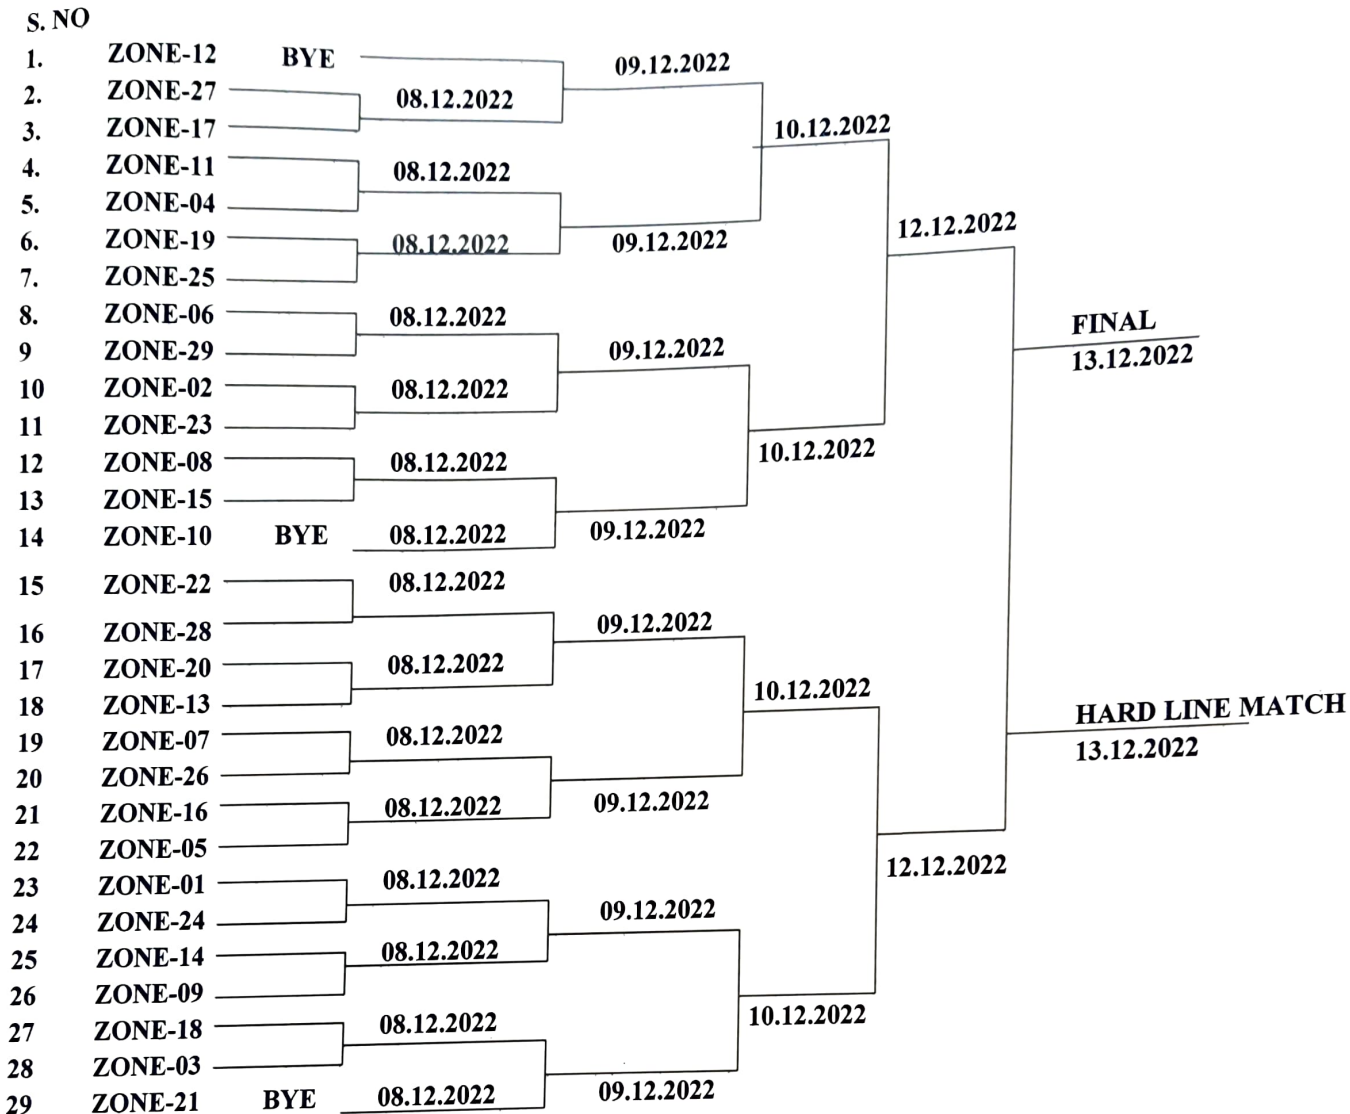 S. NO
1. ZONE-12 BYE 09.12.2022
2. ZONE-27 08.12.2022
3. ZONE-17 10.12.2022
4. ZONE-11 08.12.2022
5. ZONE-04 12.12.2022
6. ZONE-19 08.12.2022 09.12.2022
7. ZONE-25
8. ZONE-06 08.12.2022 FINAL
9 ZONE-29 09.12.2022 13.12.2022
10 ZONE-02 08.12.2022
11 ZONE-23 10.12.2022
12 ZONE-08 08.12.2022
13 ZONE-15
14 ZONE-10 BYE 08.12.2022 09.12.2022
15 ZONE-22 08.12.2022
16 ZONE-28 09.12.2022
17 ZONE-20 08.12.2022
18 ZONE-13 10.12.2022 HARD LINE MATCH
19 ZONE-07 08.12.2022 13.12.2022
20 ZONE-26
21 ZONE-16 08.12.2022 09.12.2022
22 ZONE-05
23 ZONE-01 08.12.2022 12.12.2022
24 ZONE-24 09.12.2022
25 ZONE-14 08.12.2022
26 ZONE-09
27 ZONE-18 08.12.2022 10.12.2022
28 ZONE-03
29 ZONE-21 BYE 08.12.2022 09.12.2022